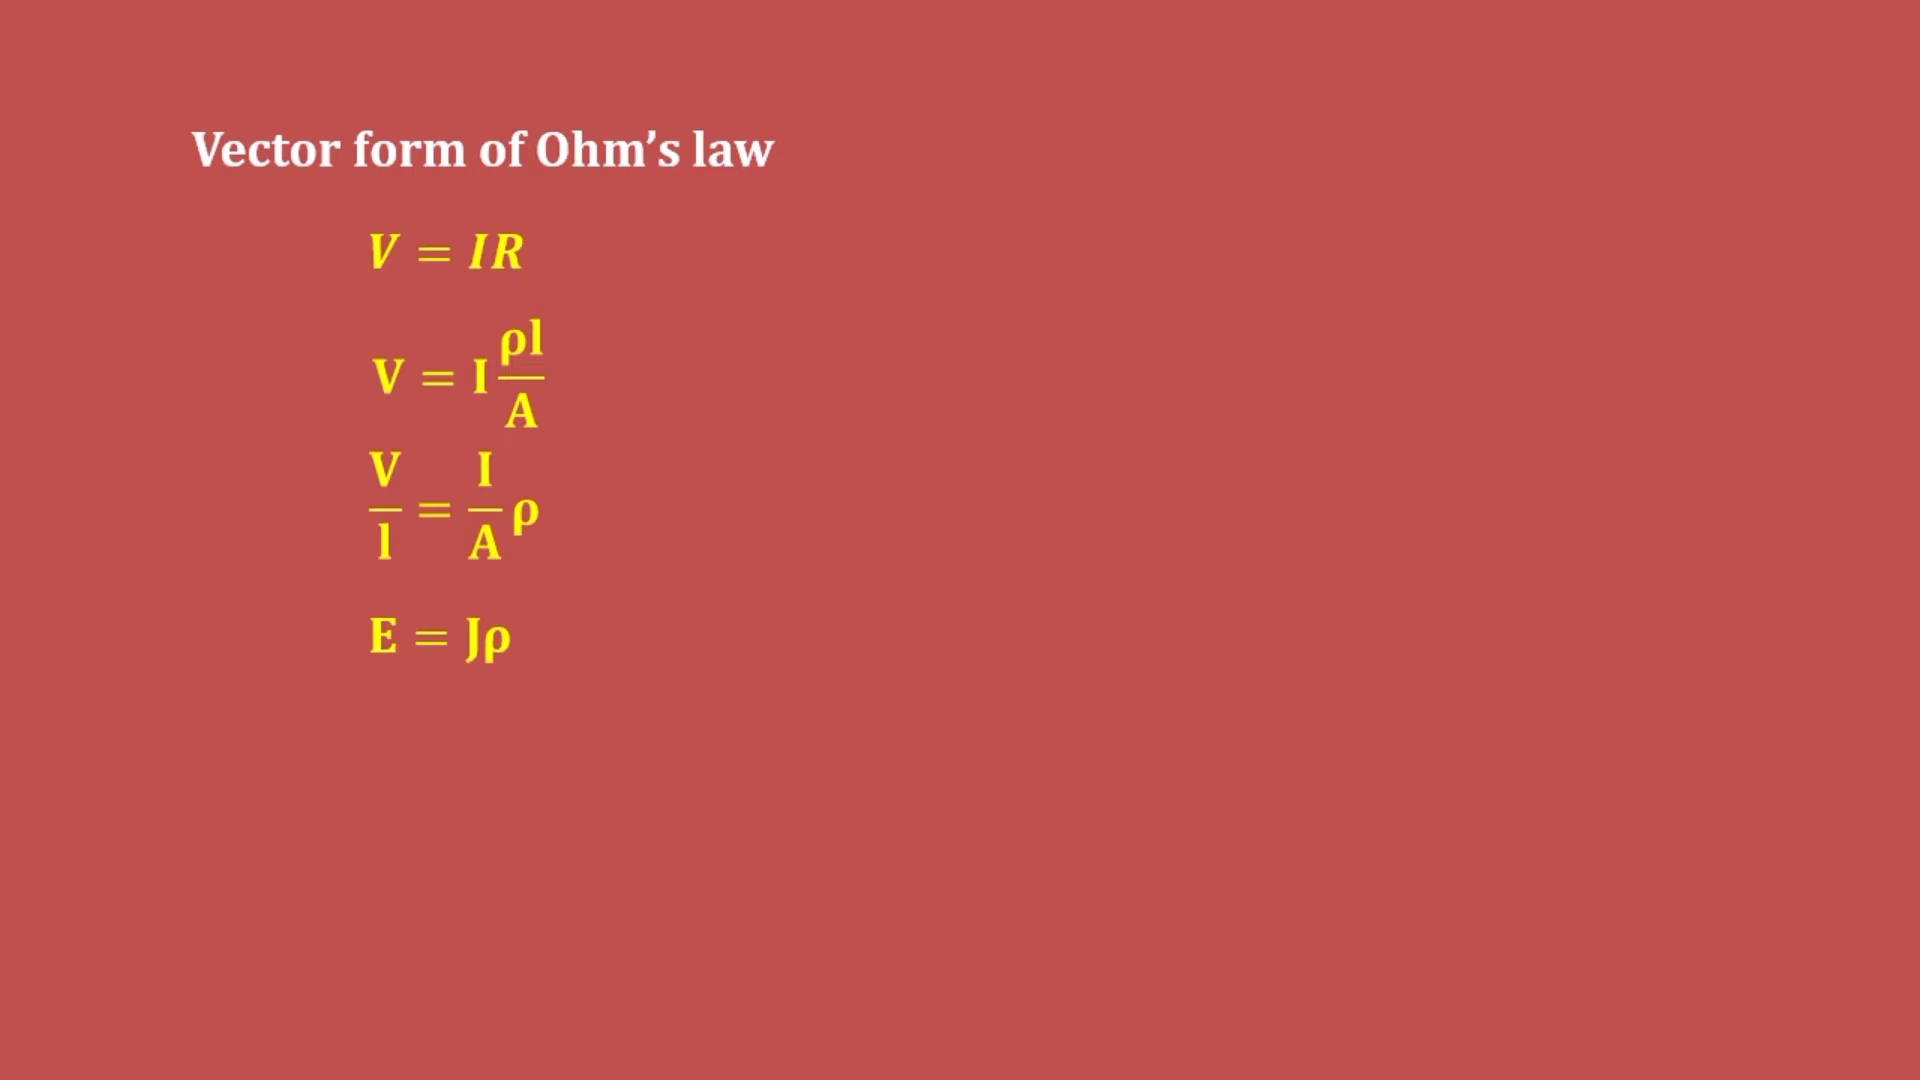 Vector form of Ohm’s law
V = IR
V = I ρl/A
V/l = I/A ρ
E = Jρ